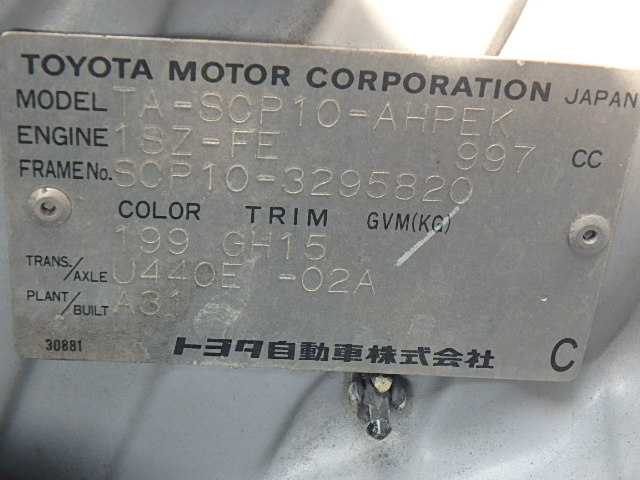 TOYOTA MOTOR CORPORATION JAPAN
MODEL TA-SCP10-AHPEK
ENGINE 1SZ-FE 997 CC
FRAME No. SCP10-3295820
COLOR TRIM GVM(KG)
199 GH15
TRANS./AXLE U440E -02A
PLANT/BUILT A31
30881 トヨタ自動車株式会社 C